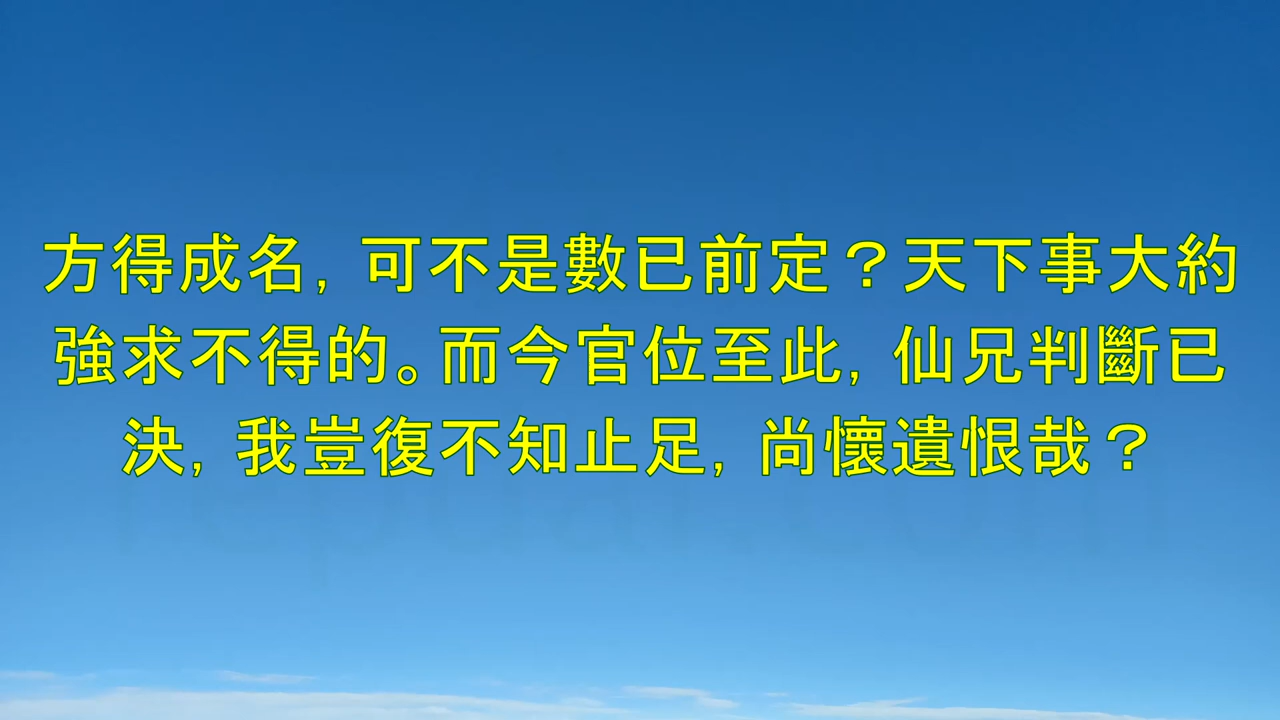 方得成名，可不是數已前定？天下事大約
強求不得的。而今官位至此，仙兄判斷已
決，我豈復不知止足，尚懷遺恨哉？